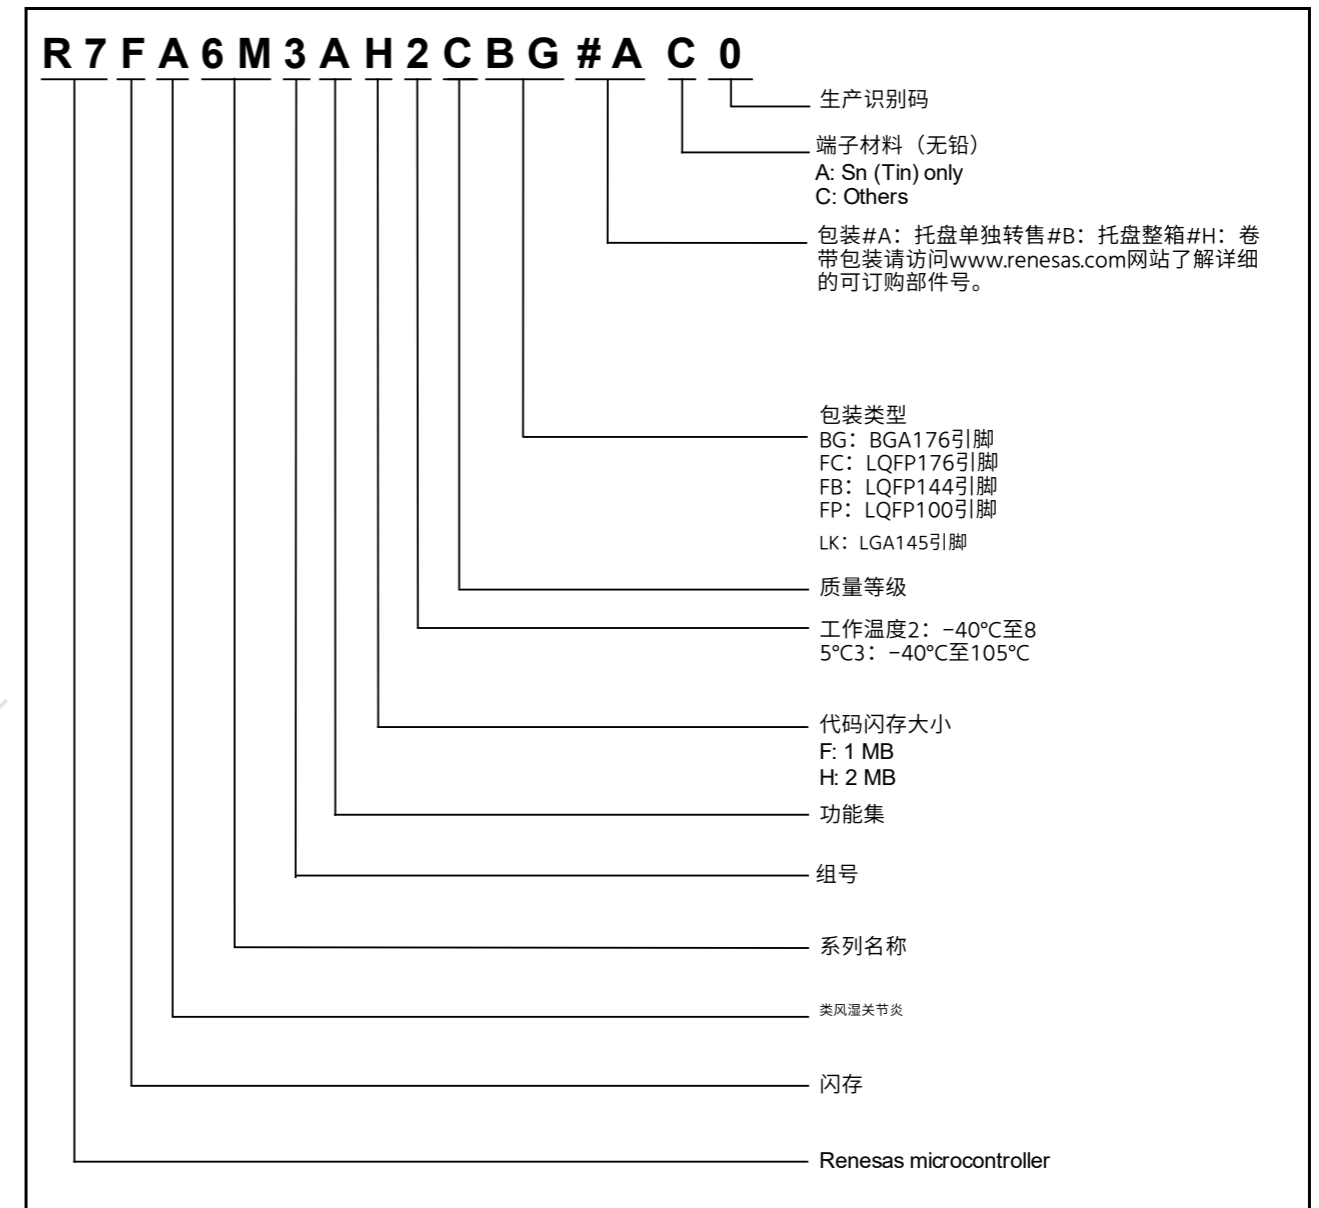 R7FA6M3AH2CBG#AC0
生产识别码
端子材料（无铅）
A: Sn (Tin) only
C: Others
包装#A：托盘单独转售#B：托盘整箱#H：卷
带包装请访问www.renesas.com网站了解详细
的可订购部件号。
包装类型
BG：BGA176引脚
FC：LQFP176引脚
FB：LQFP144引脚
FP：LQFP100引脚
LK：LGA145引脚
质量等级
工作温度2：−40°C至8
5°C3：−40°C至105°C
代码闪存大小
F: 1 MB
H: 2 MB
功能集
组号
系列名称
类风湿关节炎
闪存
Renesas microcontroller